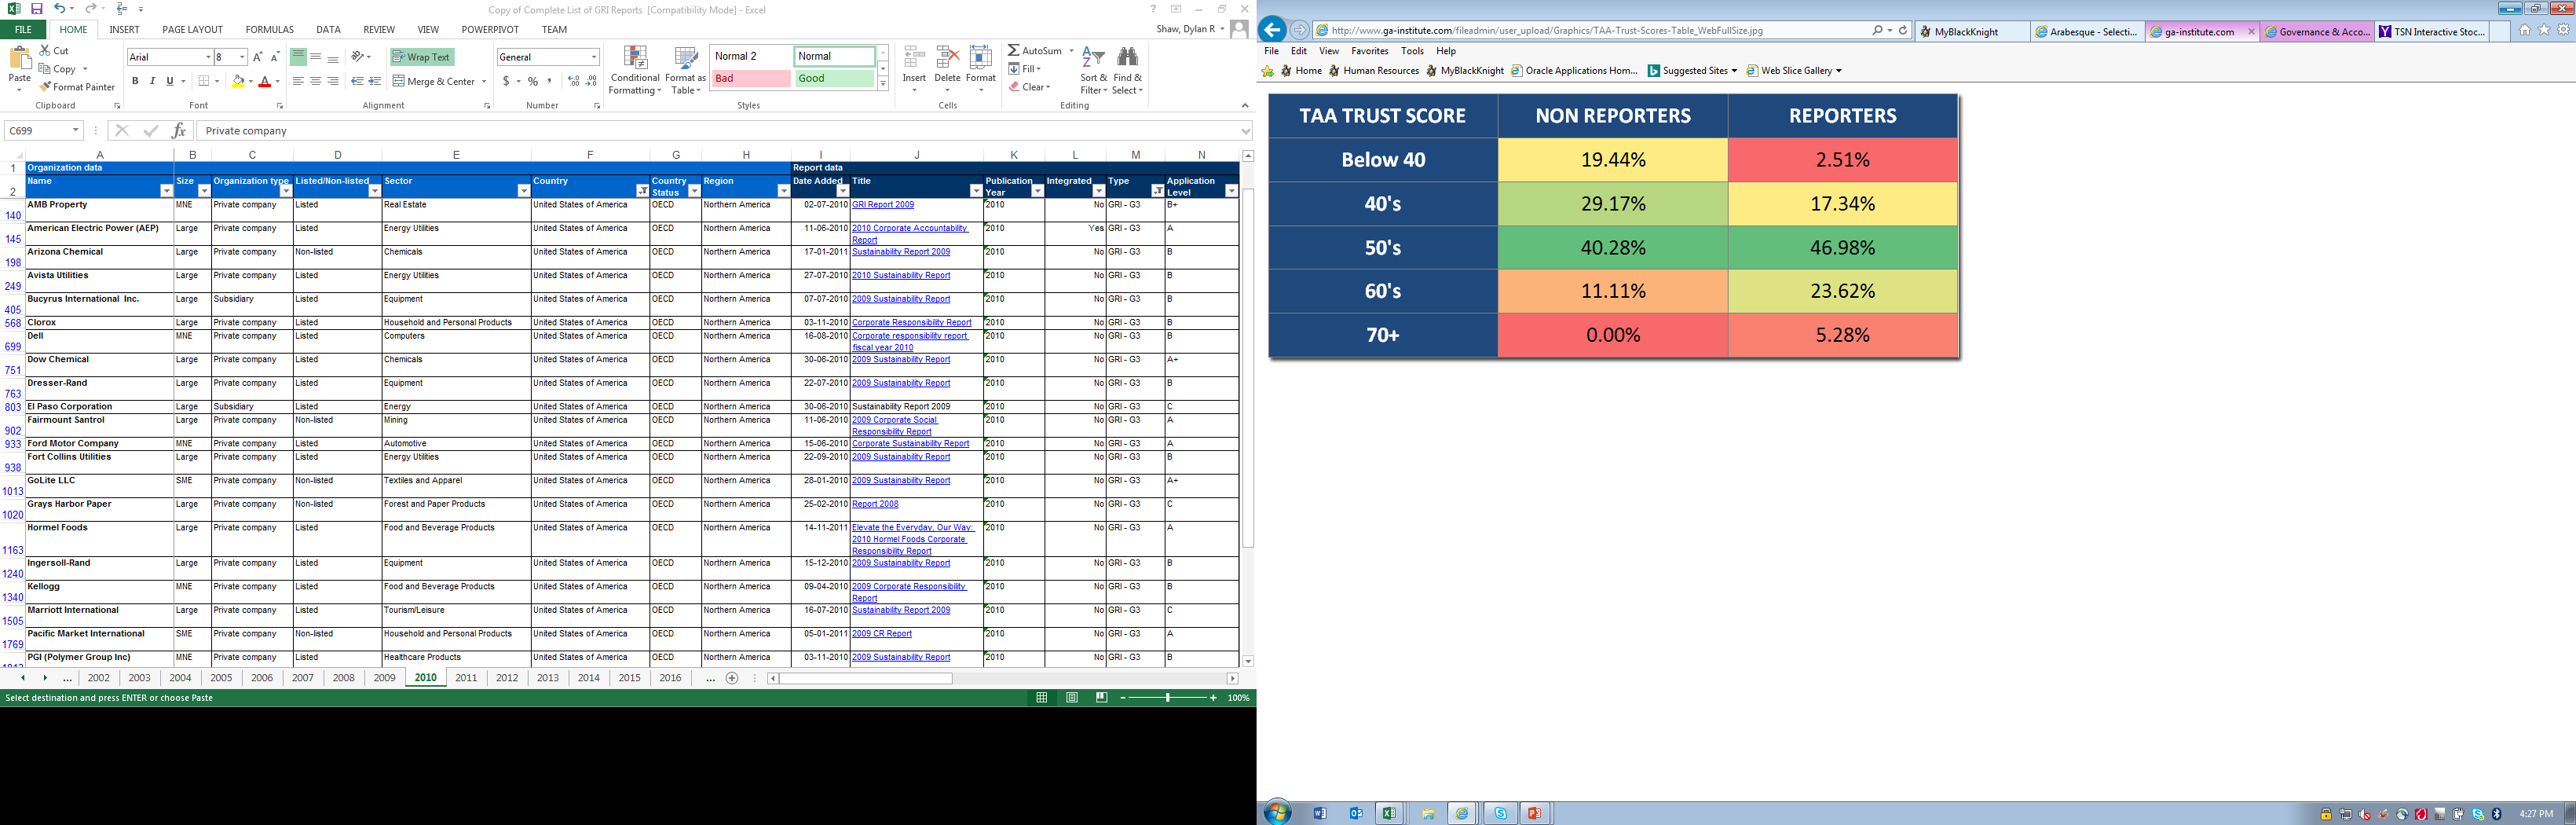 Copy of Complete List of GRI Reports [Compatibility Mode] - Excel
FILE HOME INSERT PAGE LAYOUT FORMULAS DATA REVIEW VIEW POWERPIVOT TEAM Shaw, Dylan R
Paste Cut Copy Format Painter Clipboard
Arial 8 B I U Font
Wrap Text Merge & Center Alignment
General $ % , Number
Conditional Formatting Format as Table Normal 2 Normal Bad Good Styles
Insert Delete Format Cells
AutoSum Fill Clear Sort & Filter Find & Select Editing
C699 fx Private company
A B C D E F G H I J K L M N
1 Organization data Report data
2 Name Size Organization type Listed/Non-listed Sector Country Country Status Region Date Added Title Publication Year Integrated Type Application Level
140 AMB Property MNE Private company Listed Real Estate United States of America OECD Northern America 02-07-2010 GRI Report 2009 2010 No GRI - G3 B+
145 American Electric Power (AEP) Large Private company Listed Energy Utilities United States of America OECD Northern America 11-06-2010 2010 Corporate Accountability Report 2010 Yes GRI - G3 A
198 Arizona Chemical Large Private company Non-listed Chemicals United States of America OECD Northern America 17-01-2011 Sustainability Report 2009 2010 No GRI - G3 B
249 Avista Utilities Large Private company Listed Energy Utilities United States of America OECD Northern America 27-07-2010 2010 Sustainability Report 2010 No GRI - G3 B
405 Bucyrus International Inc. Large Subsidiary Listed Equipment United States of America OECD Northern America 07-07-2010 2009 Sustainability Report 2010 No GRI - G3 B
568 Clorox Large Private company Listed Household and Personal Products United States of America OECD Northern America 03-11-2010 Corporate Responsibility Report 2010 No GRI - G3 B
699 Dell MNE Private company Listed Computers United States of America OECD Northern America 16-08-2010 Corporate responsibility report fiscal year 2010 2010 No GRI - G3 B
751 Dow Chemical Large Private company Listed Chemicals United States of America OECD Northern America 30-06-2010 2009 Sustainability Report 2010 No GRI - G3 A+
763 Dresser-Rand Large Private company Listed Equipment United States of America OECD Northern America 22-07-2010 2009 Sustainability Report 2010 No GRI - G3 B
803 El Paso Corporation Large Subsidiary Listed Energy United States of America OECD Northern America 30-06-2010 Sustainability Report 2009 2010 No GRI - G3 C
902 Fairmount Santrol Large Private company Non-listed Mining United States of America OECD Northern America 11-06-2010 2009 Corporate Social Responsibility Report 2010 No GRI - G3 A
933 Ford Motor Company MNE Private company Listed Automotive United States of America OECD Northern America 15-06-2010 Corporate Sustainability Report 2010 No GRI - G3 A
938 Fort Collins Utilities Large Private company Listed Energy Utilities United States of America OECD Northern America 22-09-2010 2009 Sustainability Report 2010 No GRI - G3 B
1013 GoLite LLC SME Private company Non-listed Textiles and Apparel United States of America OECD Northern America 28-01-2010 2009 Sustainability Report 2010 No GRI - G3 A+
1020 Grays Harbor Paper Large Private company Non-listed Forest and Paper Products United States of America OECD Northern America 25-02-2010 Report 2008 2010 No GRI - G3 C
1163 Hormel Foods Large Private company Listed Food and Beverage Products United States of America OECD Northern America 14-11-2011 Elevate the Everyday, Our Way: 2010 Hormel Foods Corporate Responsibility Report 2010 No GRI - G3 A
1240 Ingersoll-Rand Large Private company Listed Equipment United States of America OECD Northern America 15-12-2010 2009 Sustainability Report 2010 No GRI - G3 B
1340 Kellogg MNE Private company Listed Food and Beverage Products United States of America OECD Northern America 09-04-2010 2009 Corporate Responsibility Report 2010 No GRI - G3 B
1505 Marriott International Large Private company Listed Tourism/Leisure United States of America OECD Northern America 16-07-2010 Sustainability Report 2009 2010 No GRI - G3 C
1769 Pacific Market International SME Private company Non-listed Household and Personal Products United States of America OECD Northern America 05-01-2011 2009 CR Report 2010 No GRI - G3 A
PGI (Polymer Group Inc) MNE Private company Listed Healthcare Products United States of America OECD Northern America 03-11-2010 2009 Sustainability Report 2010 No GRI - G3 B
... 2002 2003 2004 2005 2006 2007 2008 2009 2010 2011 2012 2013 2014 2015 2016 ...
Select destination and press ENTER or choose Paste 100%
http://www.ga-institute.com/fileadmin/user_upload/Graphics/TAA-Trust-Scores-Table_WebFullSize.jpg
MyBlackKnight Arabesque - Selecti... ga-institute.com Governance & Acco... TSN Interactive Stoc...
File Edit View Favorites Tools Help
Home Human Resources MyBlackKnight Oracle Applications Hom... Suggested Sites Web Slice Gallery
TAA TRUST SCORE NON REPORTERS REPORTERS
Below 40 19.44% 2.51%
40's 29.17% 17.34%
50's 40.28% 46.98%
60's 11.11% 23.62%
70+ 0.00% 5.28%
4:27 PM